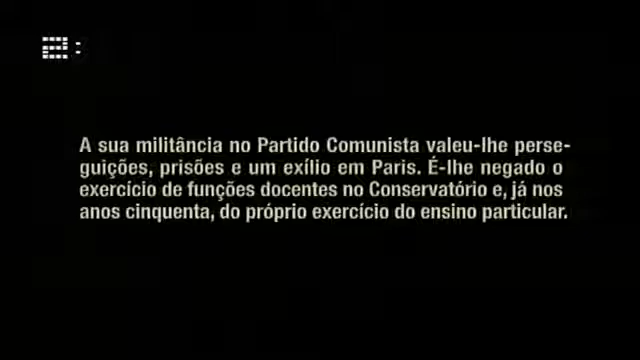 2:
A sua militância no Partido Comunista valeu-lhe perse-
guições, prisões e um exílio em Paris. É-lhe negado o
exercício de funções docentes no Conservatório e, já nos
anos cinquenta, do próprio exercício do ensino particular.